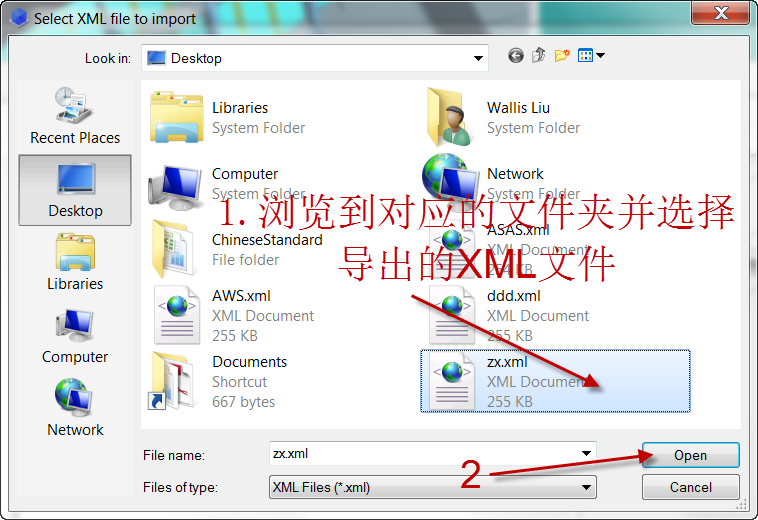 Select XML file to import
Look in:
Desktop
Recent Places
Desktop
Libraries
Computer
Network
Libraries
System Folder
Wallis Liu
System Folder
Computer
System Folder
Network
System Folder
1. 浏览到对应的文件夹并选择
导出的XML文件
ChineseStandard
File folder
ASAS.xml
XML Document
254 KB
AWS.xml
XML Document
255 KB
ddd.xml
XML Document
255 KB
Documents
Shortcut
667 bytes
zx.xml
XML Document
255 KB
File name:
zx.xml
2
Open
Files of type:
XML Files (*.xml)
Cancel